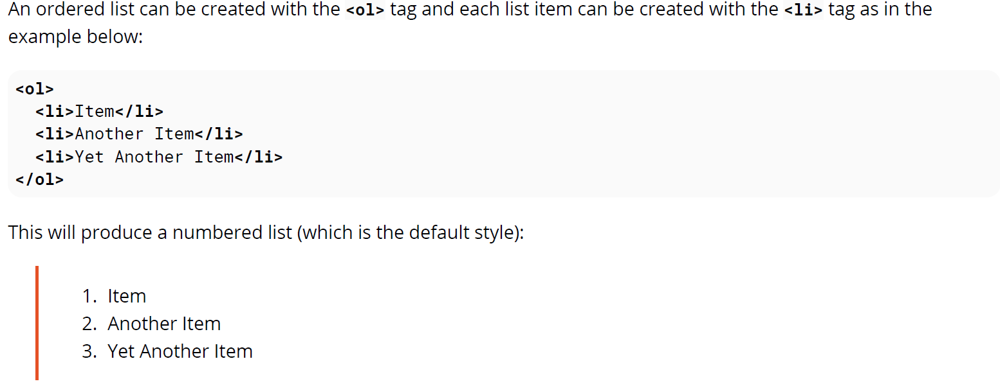 An ordered list can be created with the <ol> tag and each list item can be created with the <li> tag as in the
example below:
<ol>
  <li>Item</li>
  <li>Another Item</li>
  <li>Yet Another Item</li>
</ol>
This will produce a numbered list (which is the default style):
1. Item
2. Another Item
3. Yet Another Item